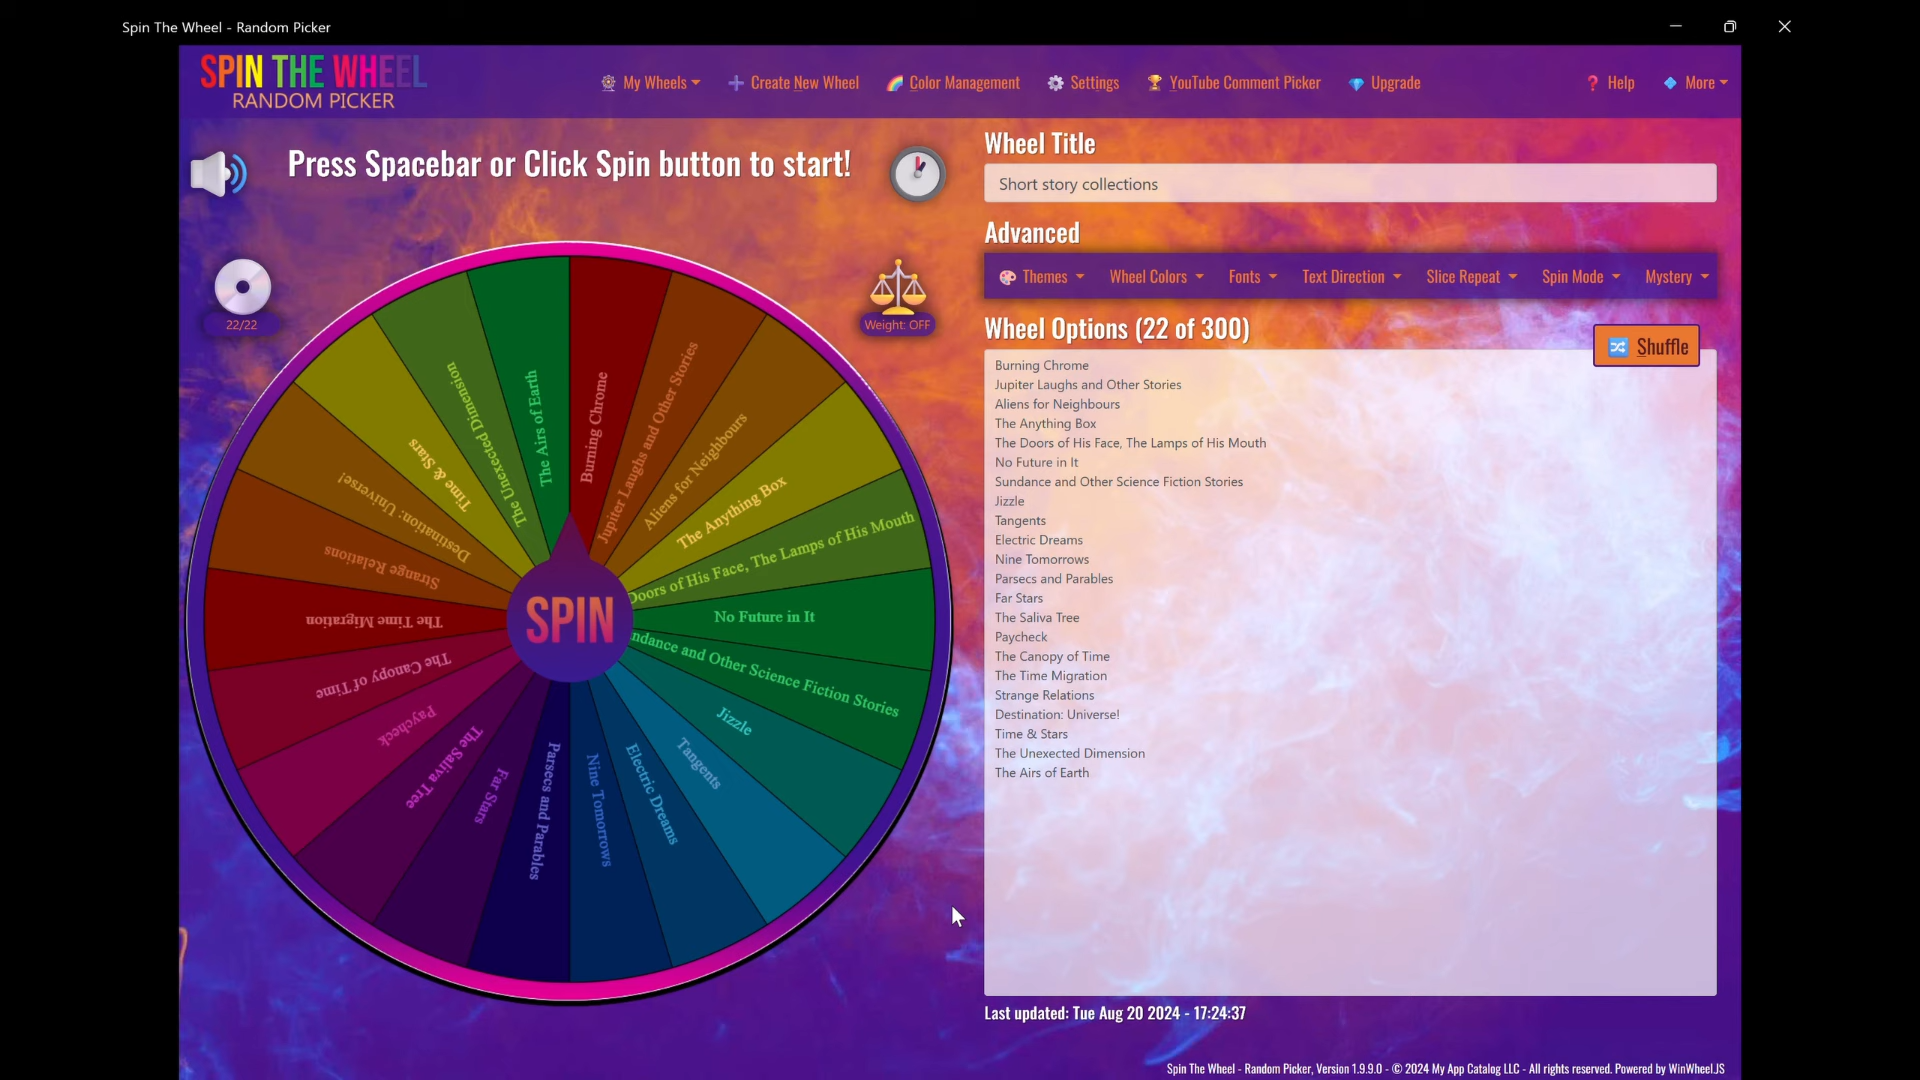 Spin The Wheel - Random Picker
SPIN THE WHEEL
RANDOM PICKER
My Wheels
Create New Wheel
Color Management
Settings
YouTube Comment Picker
Upgrade
Help
More
Press Spacebar or Click Spin button to start!
22/22
Weight: OFF
Burning Chrome
Jupiter Laughs and Other Stories
Aliens for Neighbours
The Anything Box
Doors of His Face, The Lamps of His Mouth
No Future in It
ndance and Other Science Fiction Stories
Jizzle
Tangents
Electric Dreams
Nine Tomorrows
Parsecs and Parables
Far Stars
The Saliva Tree
Paycheck
The Canopy of Time
The Time Migration
Strange Relations
Destination: Universe!
Time & Stars
The Unexected Dimension
The Airs of Earth
SPIN
Wheel Title
Short story collections
Advanced
Themes
Wheel Colors
Fonts
Text Direction
Slice Repeat
Spin Mode
Mystery
Wheel Options (22 of 300)
Shuffle
Burning Chrome
Jupiter Laughs and Other Stories
Aliens for Neighbours
The Anything Box
The Doors of His Face, The Lamps of His Mouth
No Future in It
Sundance and Other Science Fiction Stories
Jizzle
Tangents
Electric Dreams
Nine Tomorrows
Parsecs and Parables
Far Stars
The Saliva Tree
Paycheck
The Canopy of Time
The Time Migration
Strange Relations
Destination: Universe!
Time & Stars
The Unexected Dimension
The Airs of Earth
Last updated: Tue Aug 20 2024 - 17:24:37
Spin The Wheel - Random Picker, Version 1.9.9.0 - © 2024 My App Catalog LLC - All rights reserved. Powered by WinWheel.JS